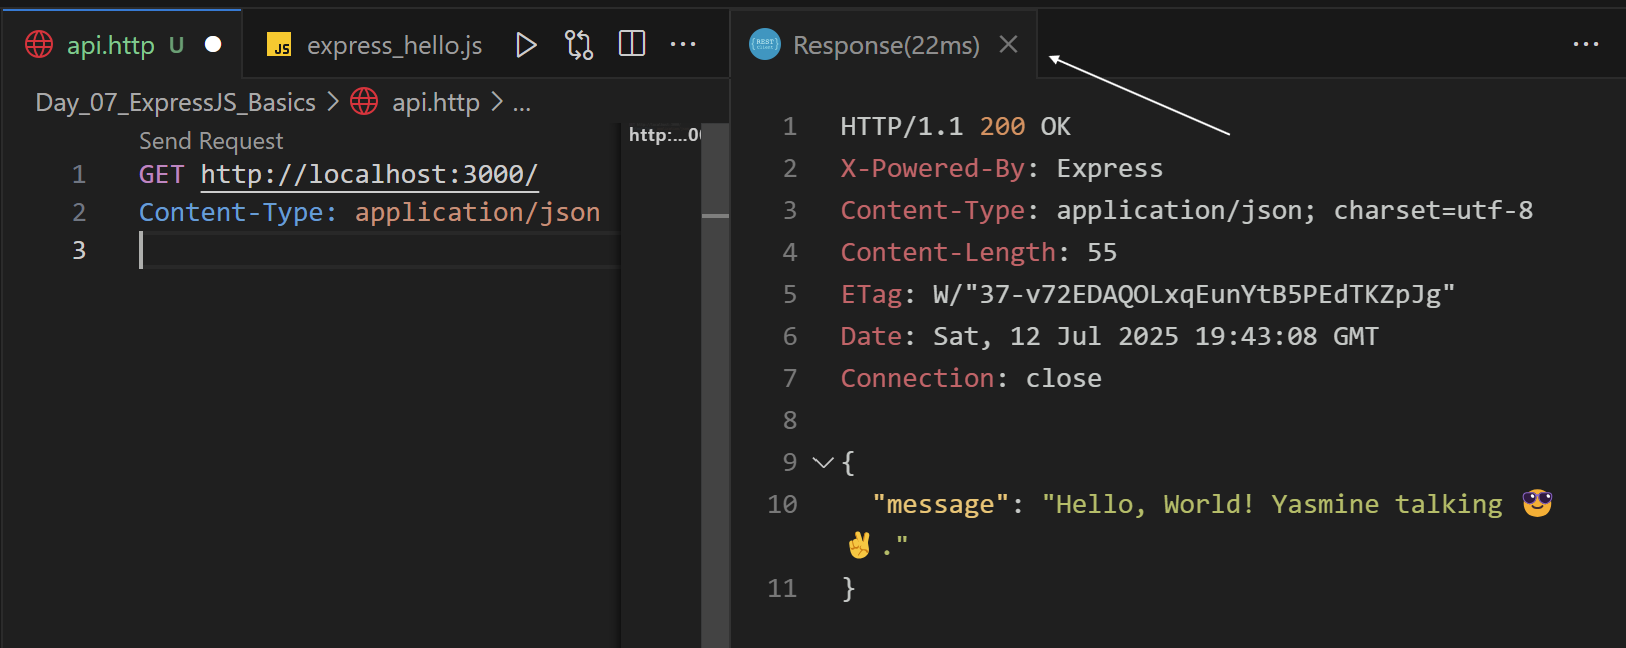 api.http U
JS express_hello.js
Day_07_ExpressJS_Basics > api.http > ...
Send Request
1 GET http://localhost:3000/
2 Content-Type: application/json
3
http:...00
REST client Response(22ms)
1 HTTP/1.1 200 OK
2 X-Powered-By: Express
3 Content-Type: application/json; charset=utf-8
4 Content-Length: 55
5 ETag: W/"37-v72EDAQOLxqEunYtB5PEdTKZpJg"
6 Date: Sat, 12 Jul 2025 19:43:08 GMT
7 Connection: close
8
9 {
10 "message": "Hello, World! Yasmine talking 😎
✌️ ."
11 }